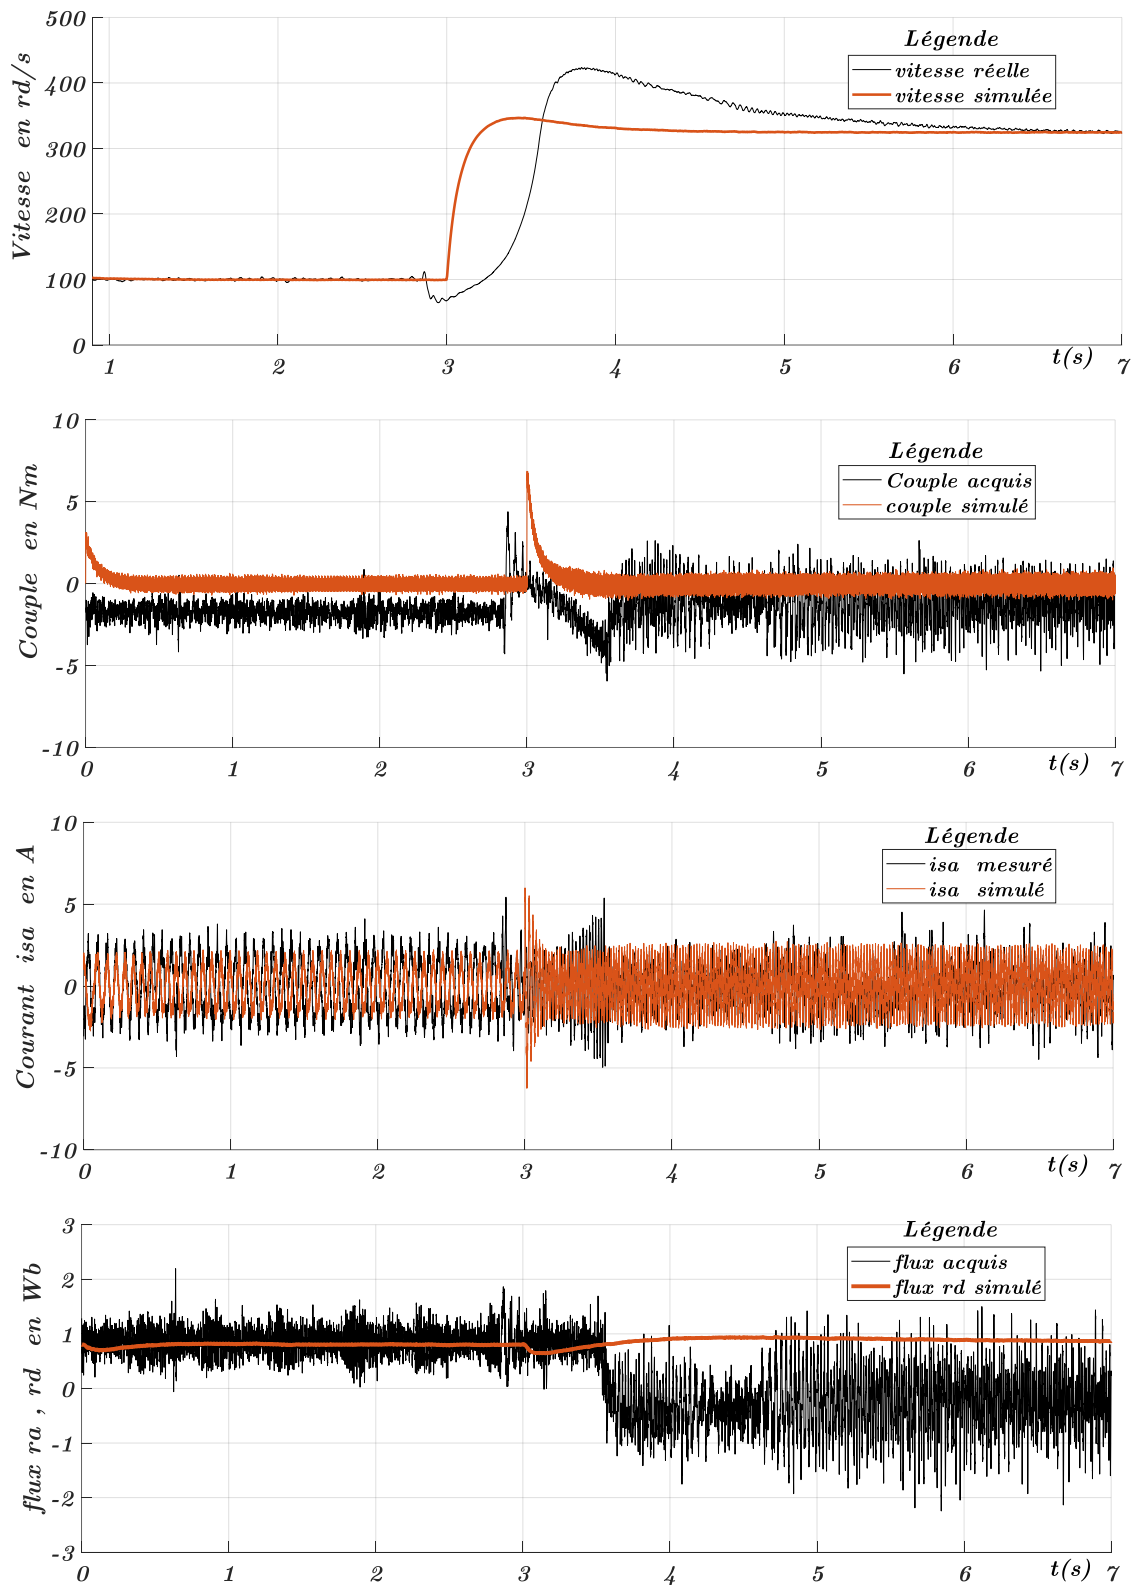 Vitesse en rd/s
500
400
300
200
100
0
Légende
vitesse réelle
vitesse simulée
1 2 3 4 5 6 7
t(s)
Couple en Nm
10
5
0
-5
-10
Légende
Couple acquis
couple simulé
0 1 2 3 4 5 6 7
t(s)
Courant isa en A
10
5
0
-5
-10
Légende
isa mesuré
isa simulé
0 1 2 3 4 5 6 7
t(s)
flux ra , rd en Wb
3
2
1
0
-1
-2
-3
Légende
flux acquis
flux rd simulé
0 1 2 3 4 5 6 7
t(s)